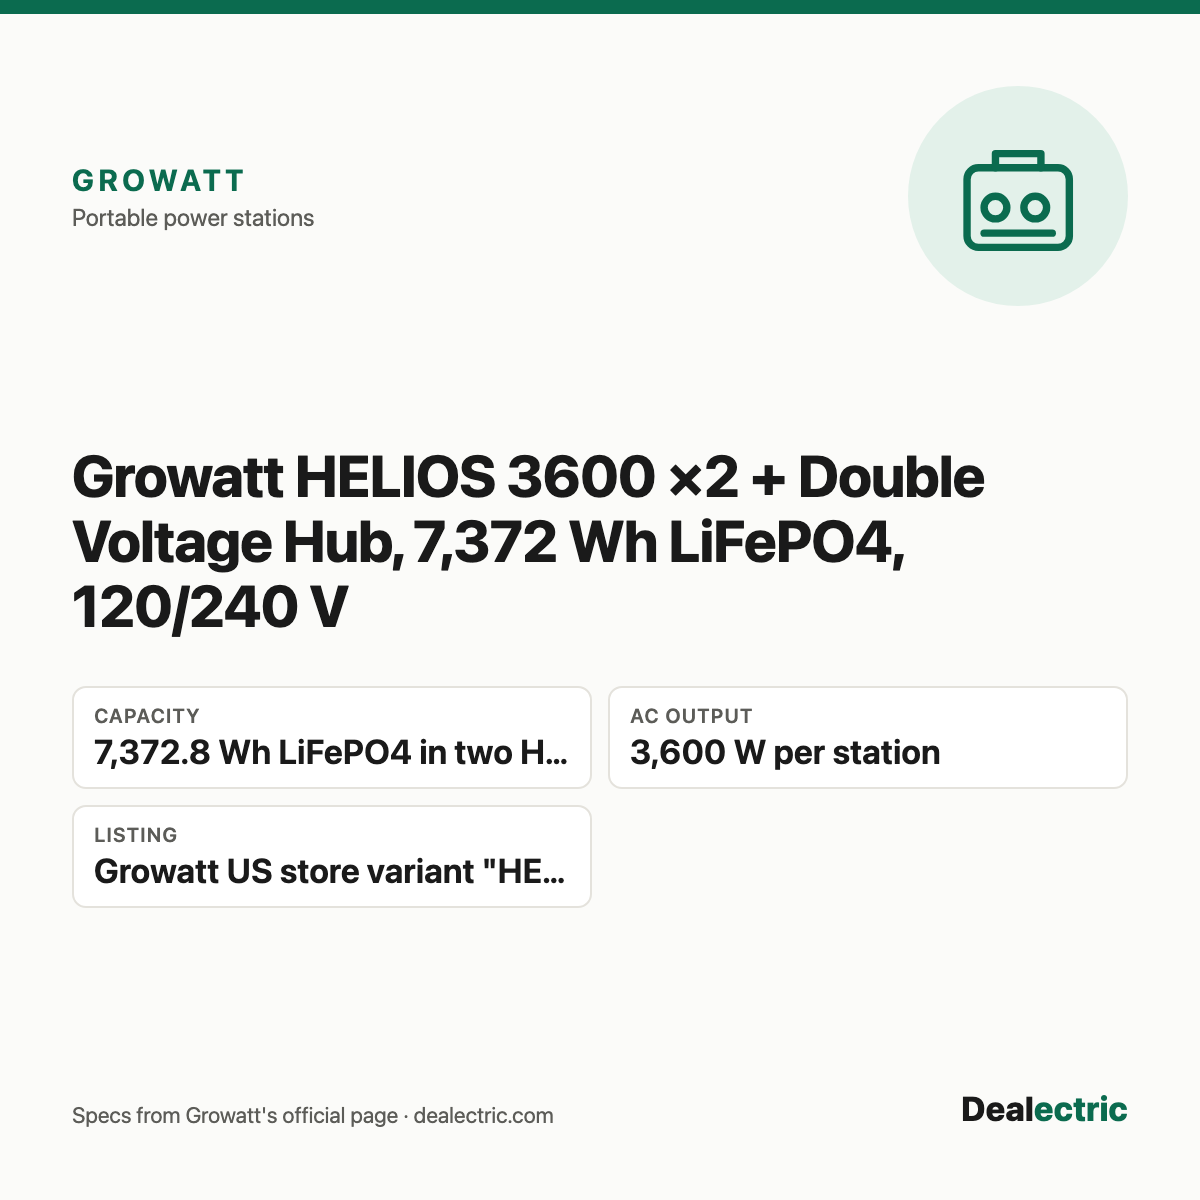 GROWATT
Portable power stations
Growatt HELIOS 3600 ×2 + Double
Voltage Hub, 7,372 Wh LiFePO4,
120/240 V
CAPACITY
7,372.8 Wh LiFePO4 in two H...
AC OUTPUT
3,600 W per station
LISTING
Growatt US store variant "HE...
Specs from Growatt's official page · dealectric.com
Dealectric